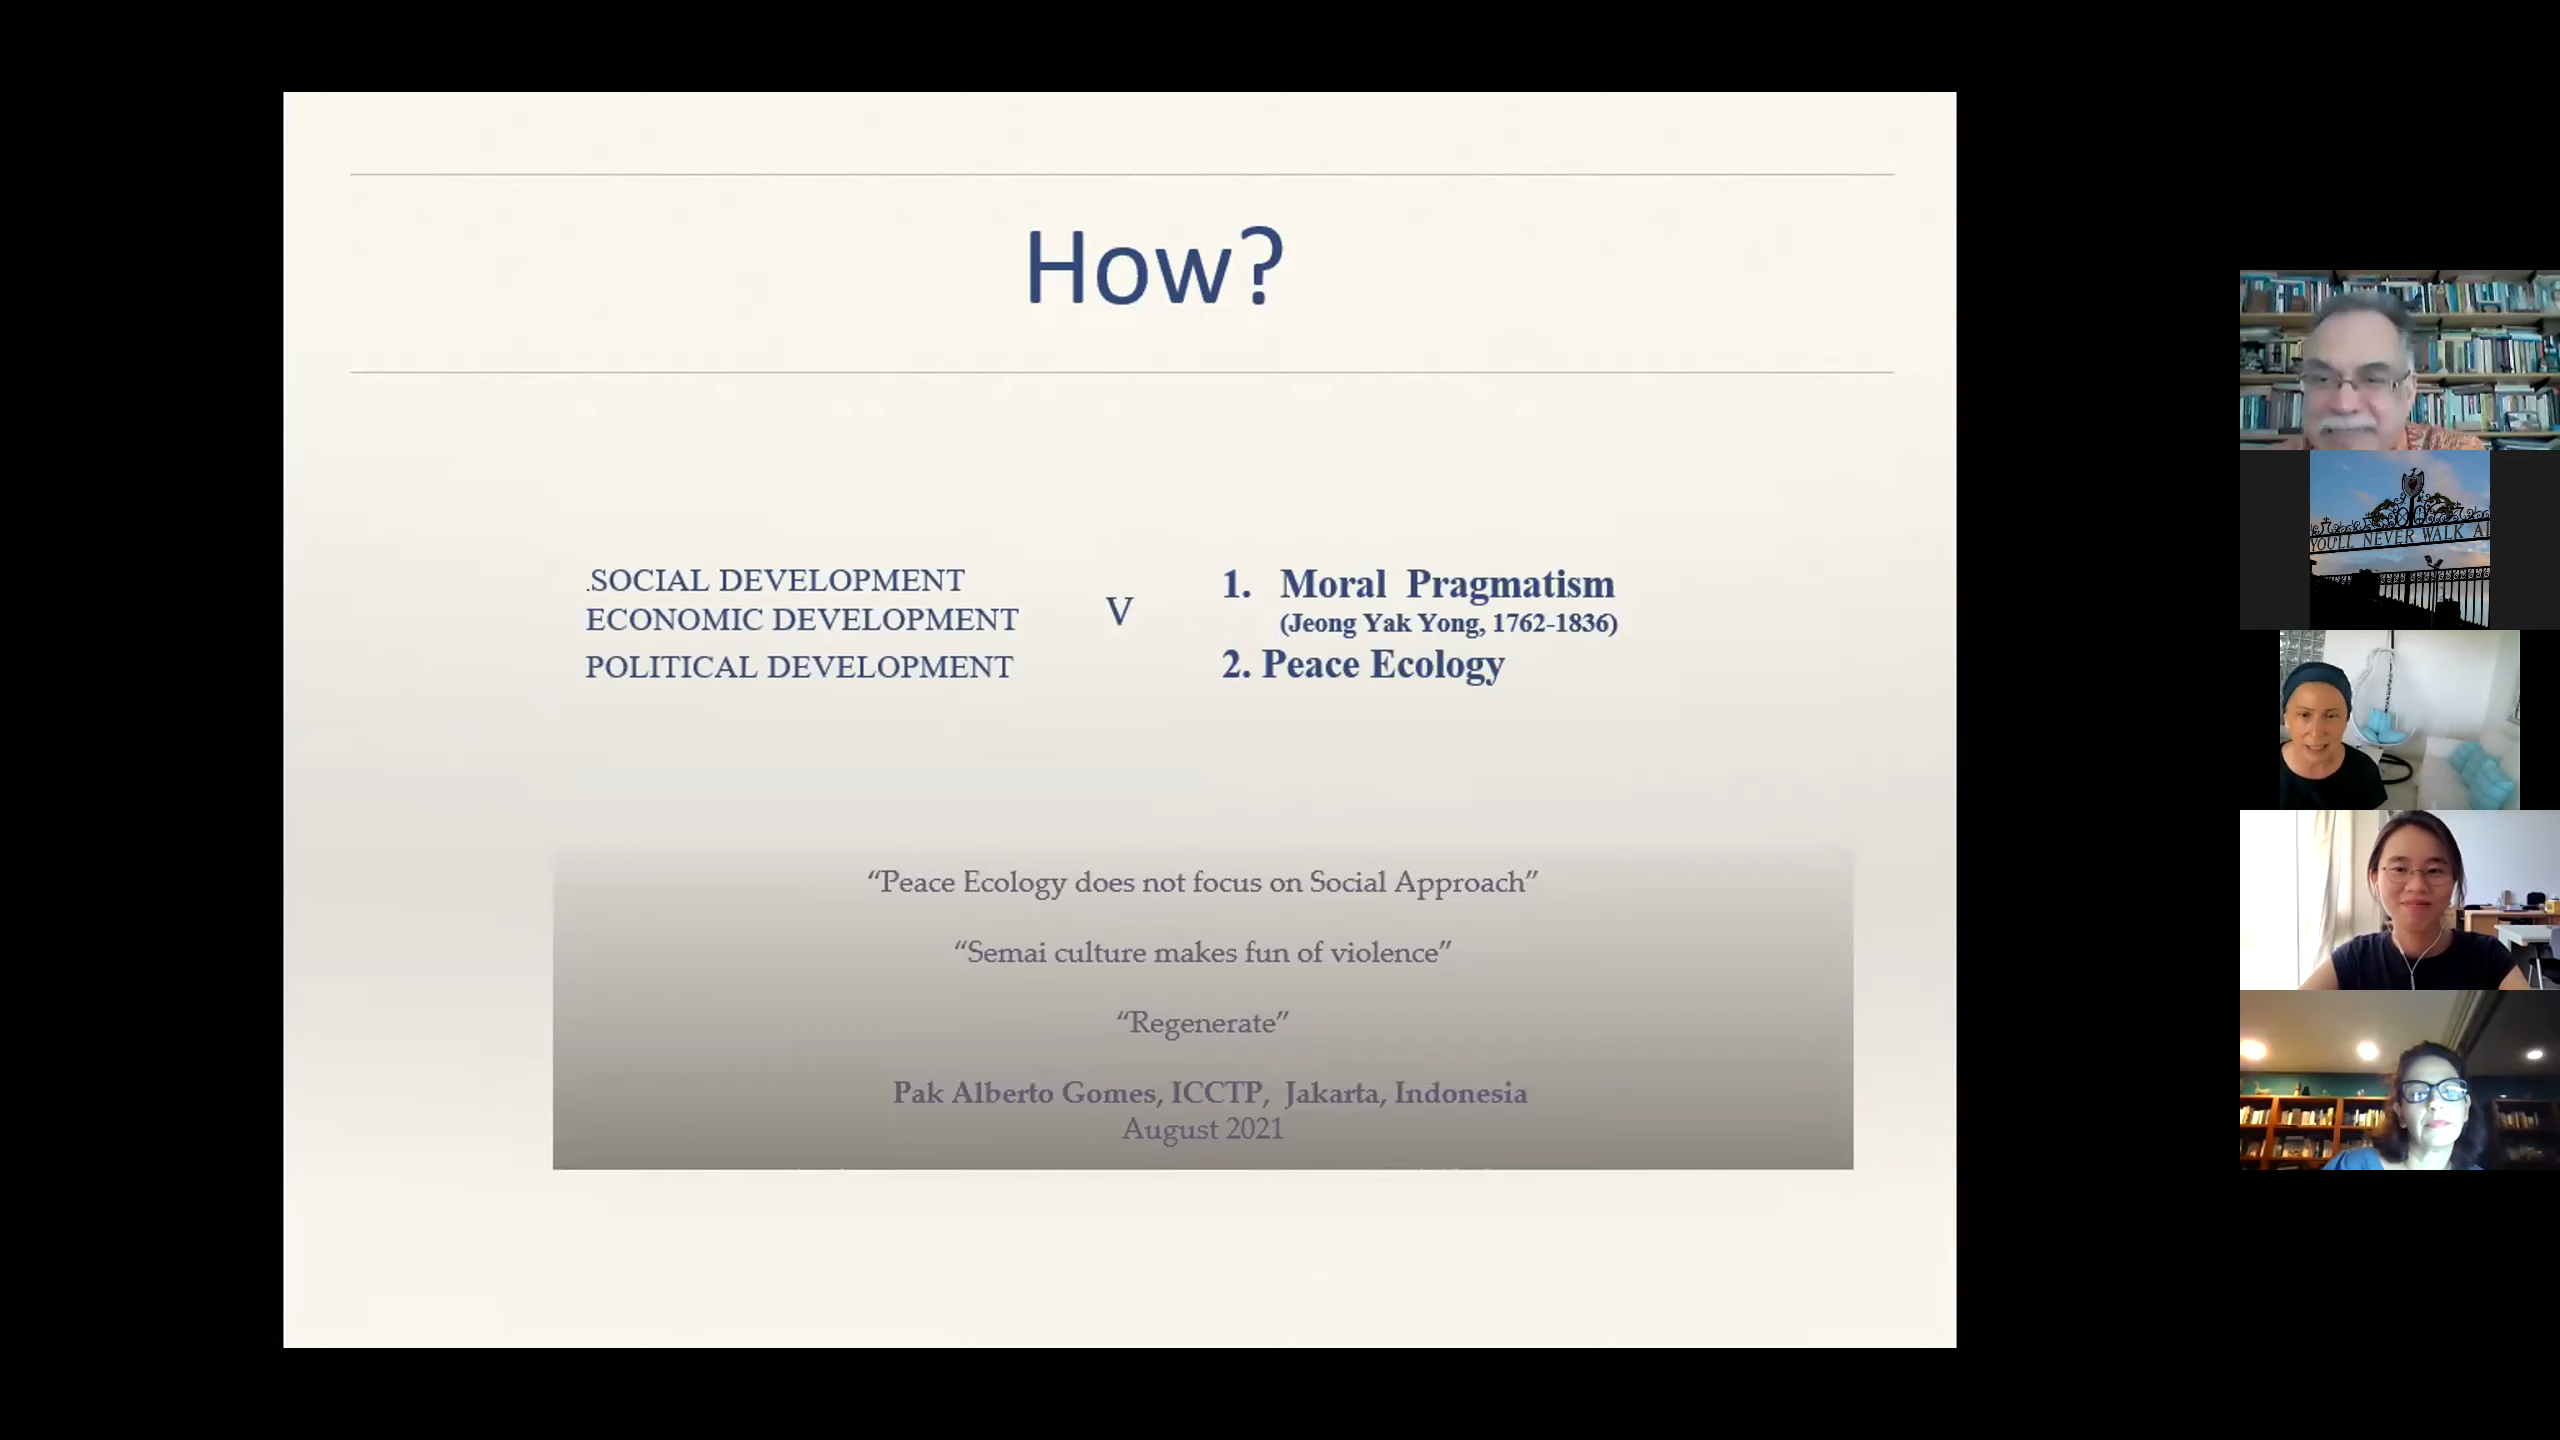 How?
.SOCIAL DEVELOPMENT
ECONOMIC DEVELOPMENT
POLITICAL DEVELOPMENT
V
1. Moral Pragmatism
(Jeong Yak Yong, 1762-1836)
2. Peace Ecology
“Peace Ecology does not focus on Social Approach”
“Semai culture makes fun of violence”
“Regenerate”
Pak Alberto Gomes, ICCTP, Jakarta, Indonesia
August 2021
YOU'LL NEVER WALK AL